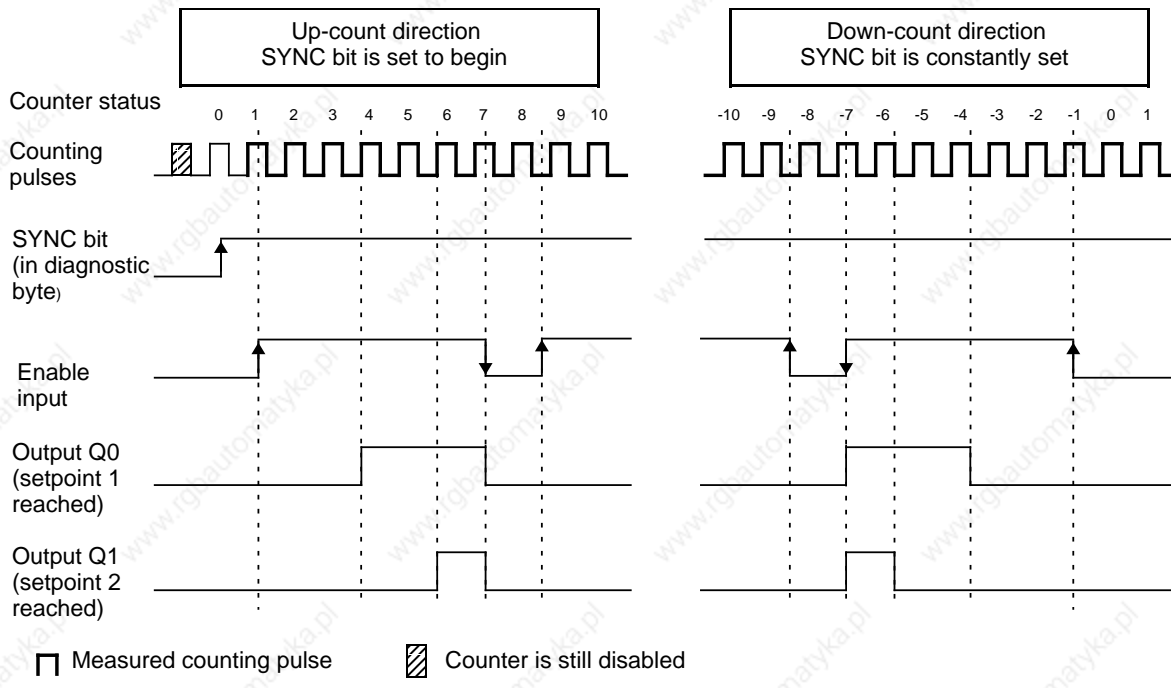 Up-count direction
SYNC bit is set to begin
Down-count direction
SYNC bit is constantly set
Counter status
0 1 2 3 4 5 6 7 8 9 10
-10 -9 -8 -7 -6 -5 -4 -3 -2 -1 0 1
Counting
pulses
SYNC bit
(in diagnostic
byte)
Enable
input
Output Q0
(setpoint 1
reached)
Output Q1
(setpoint 2
reached)
Measured counting pulse
Counter is still disabled
www.rgbautomatyka.pl